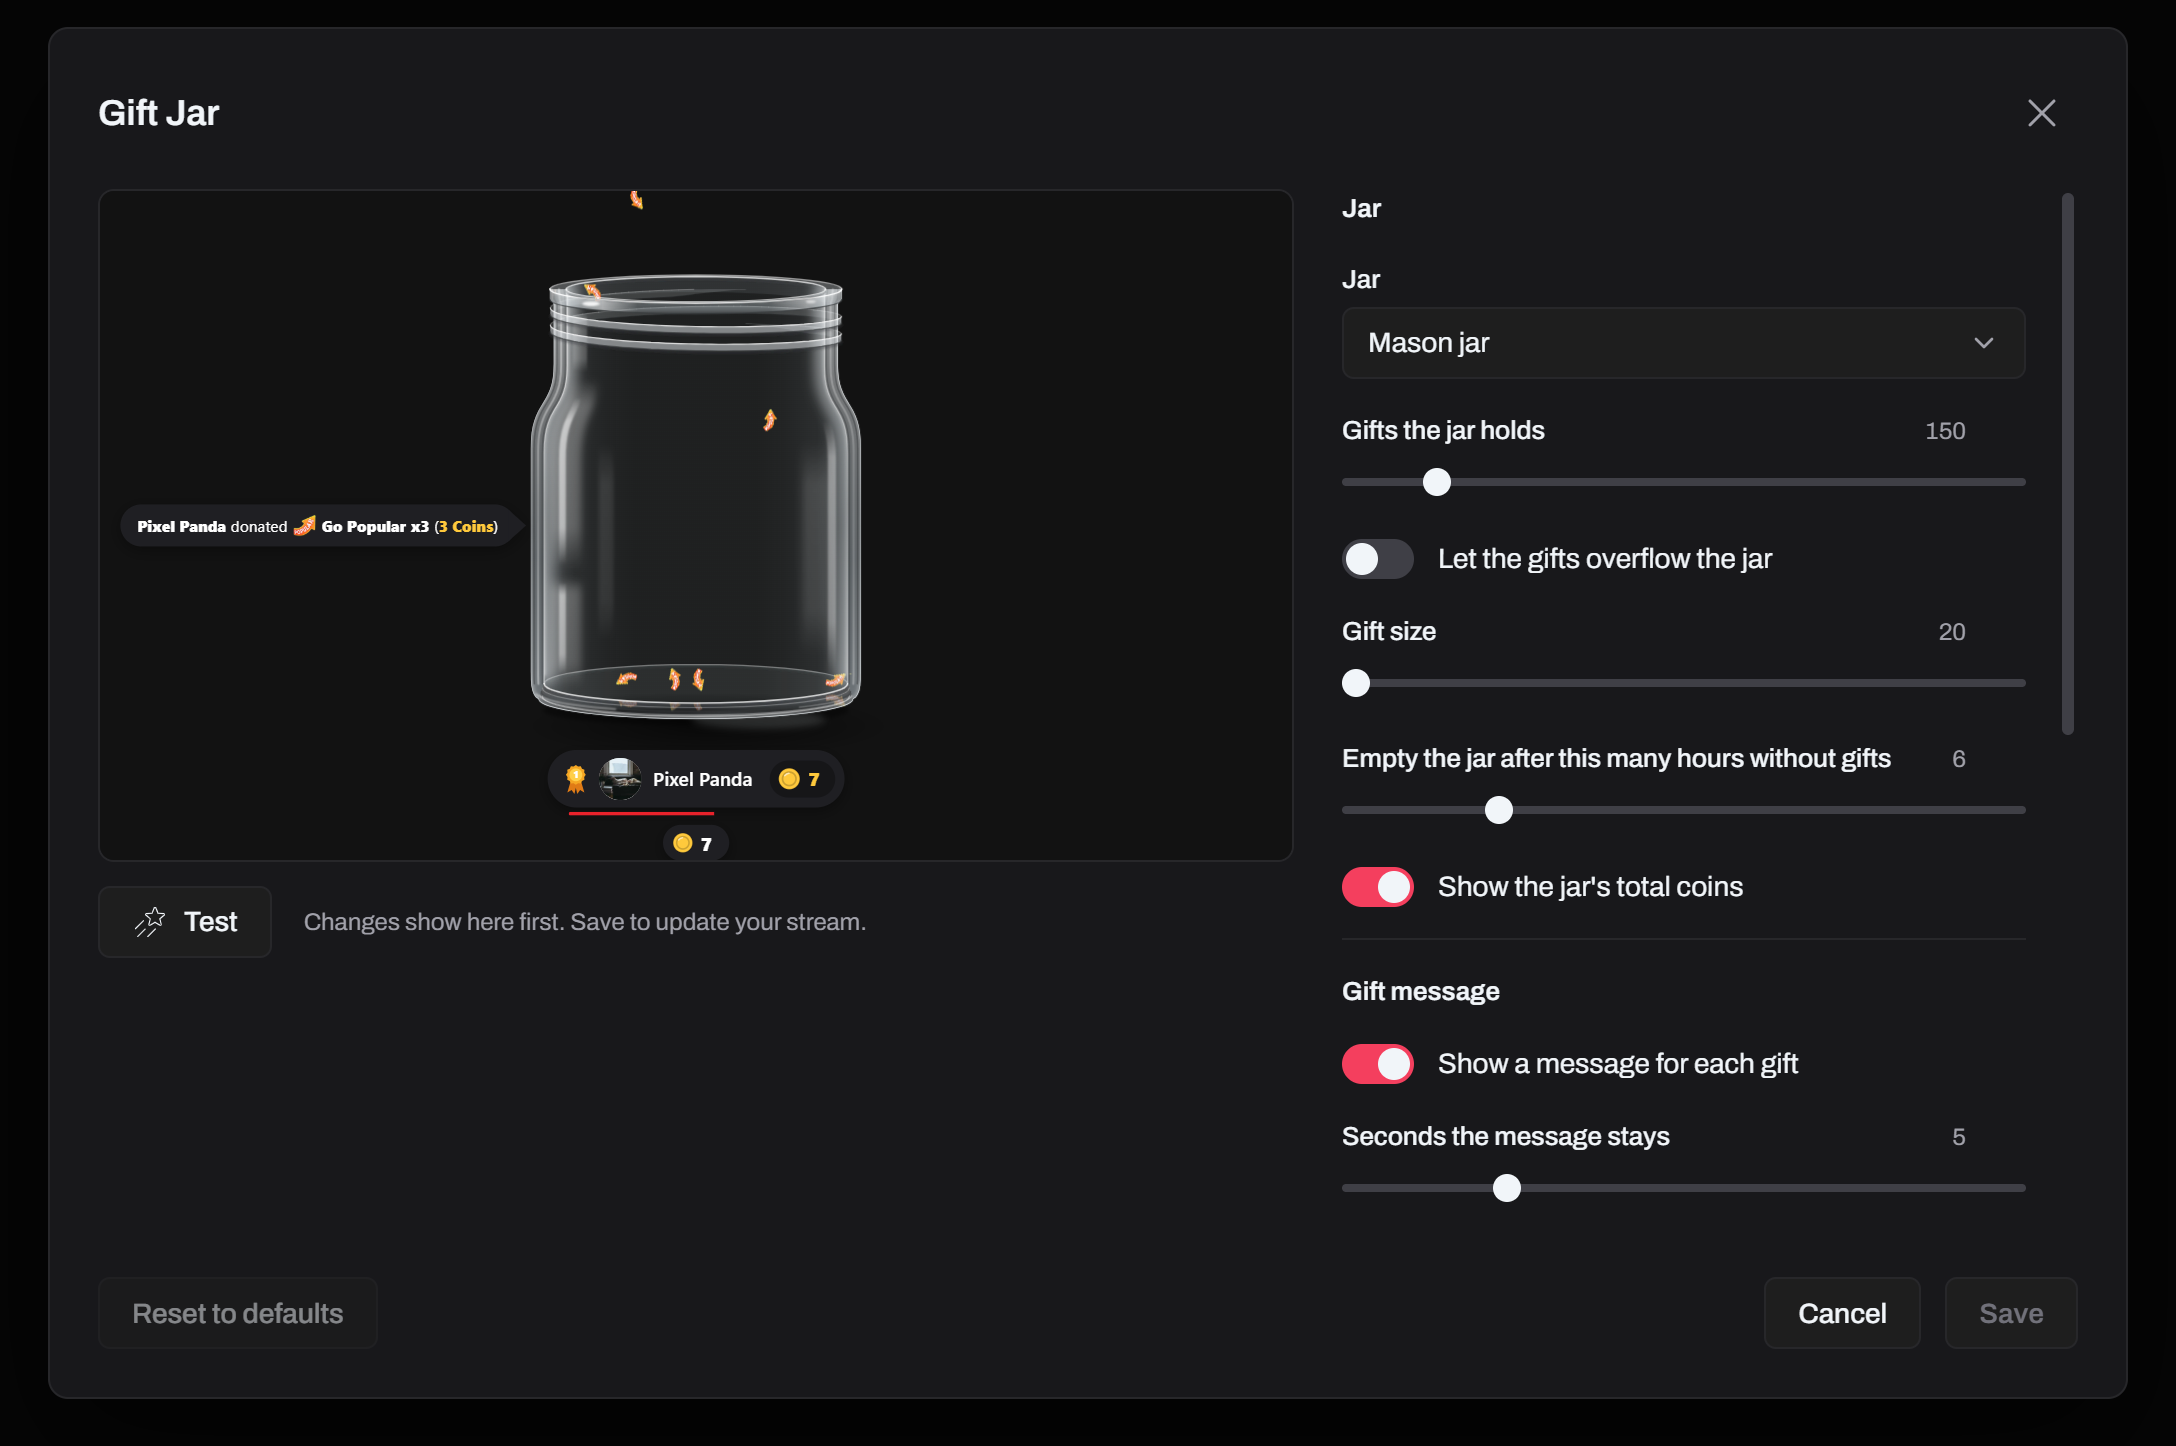 Gift Jar
Pixel Panda donated Go Popular x3 (3 Coins)
1
Pixel Panda
7
7
Test
Changes show here first. Save to update your stream.
Jar
Jar
Mason jar
Gifts the jar holds
150
Let the gifts overflow the jar
Gift size
20
Empty the jar after this many hours without gifts
6
Show the jar's total coins
Gift message
Show a message for each gift
Seconds the message stays
5
Reset to defaults
Cancel
Save